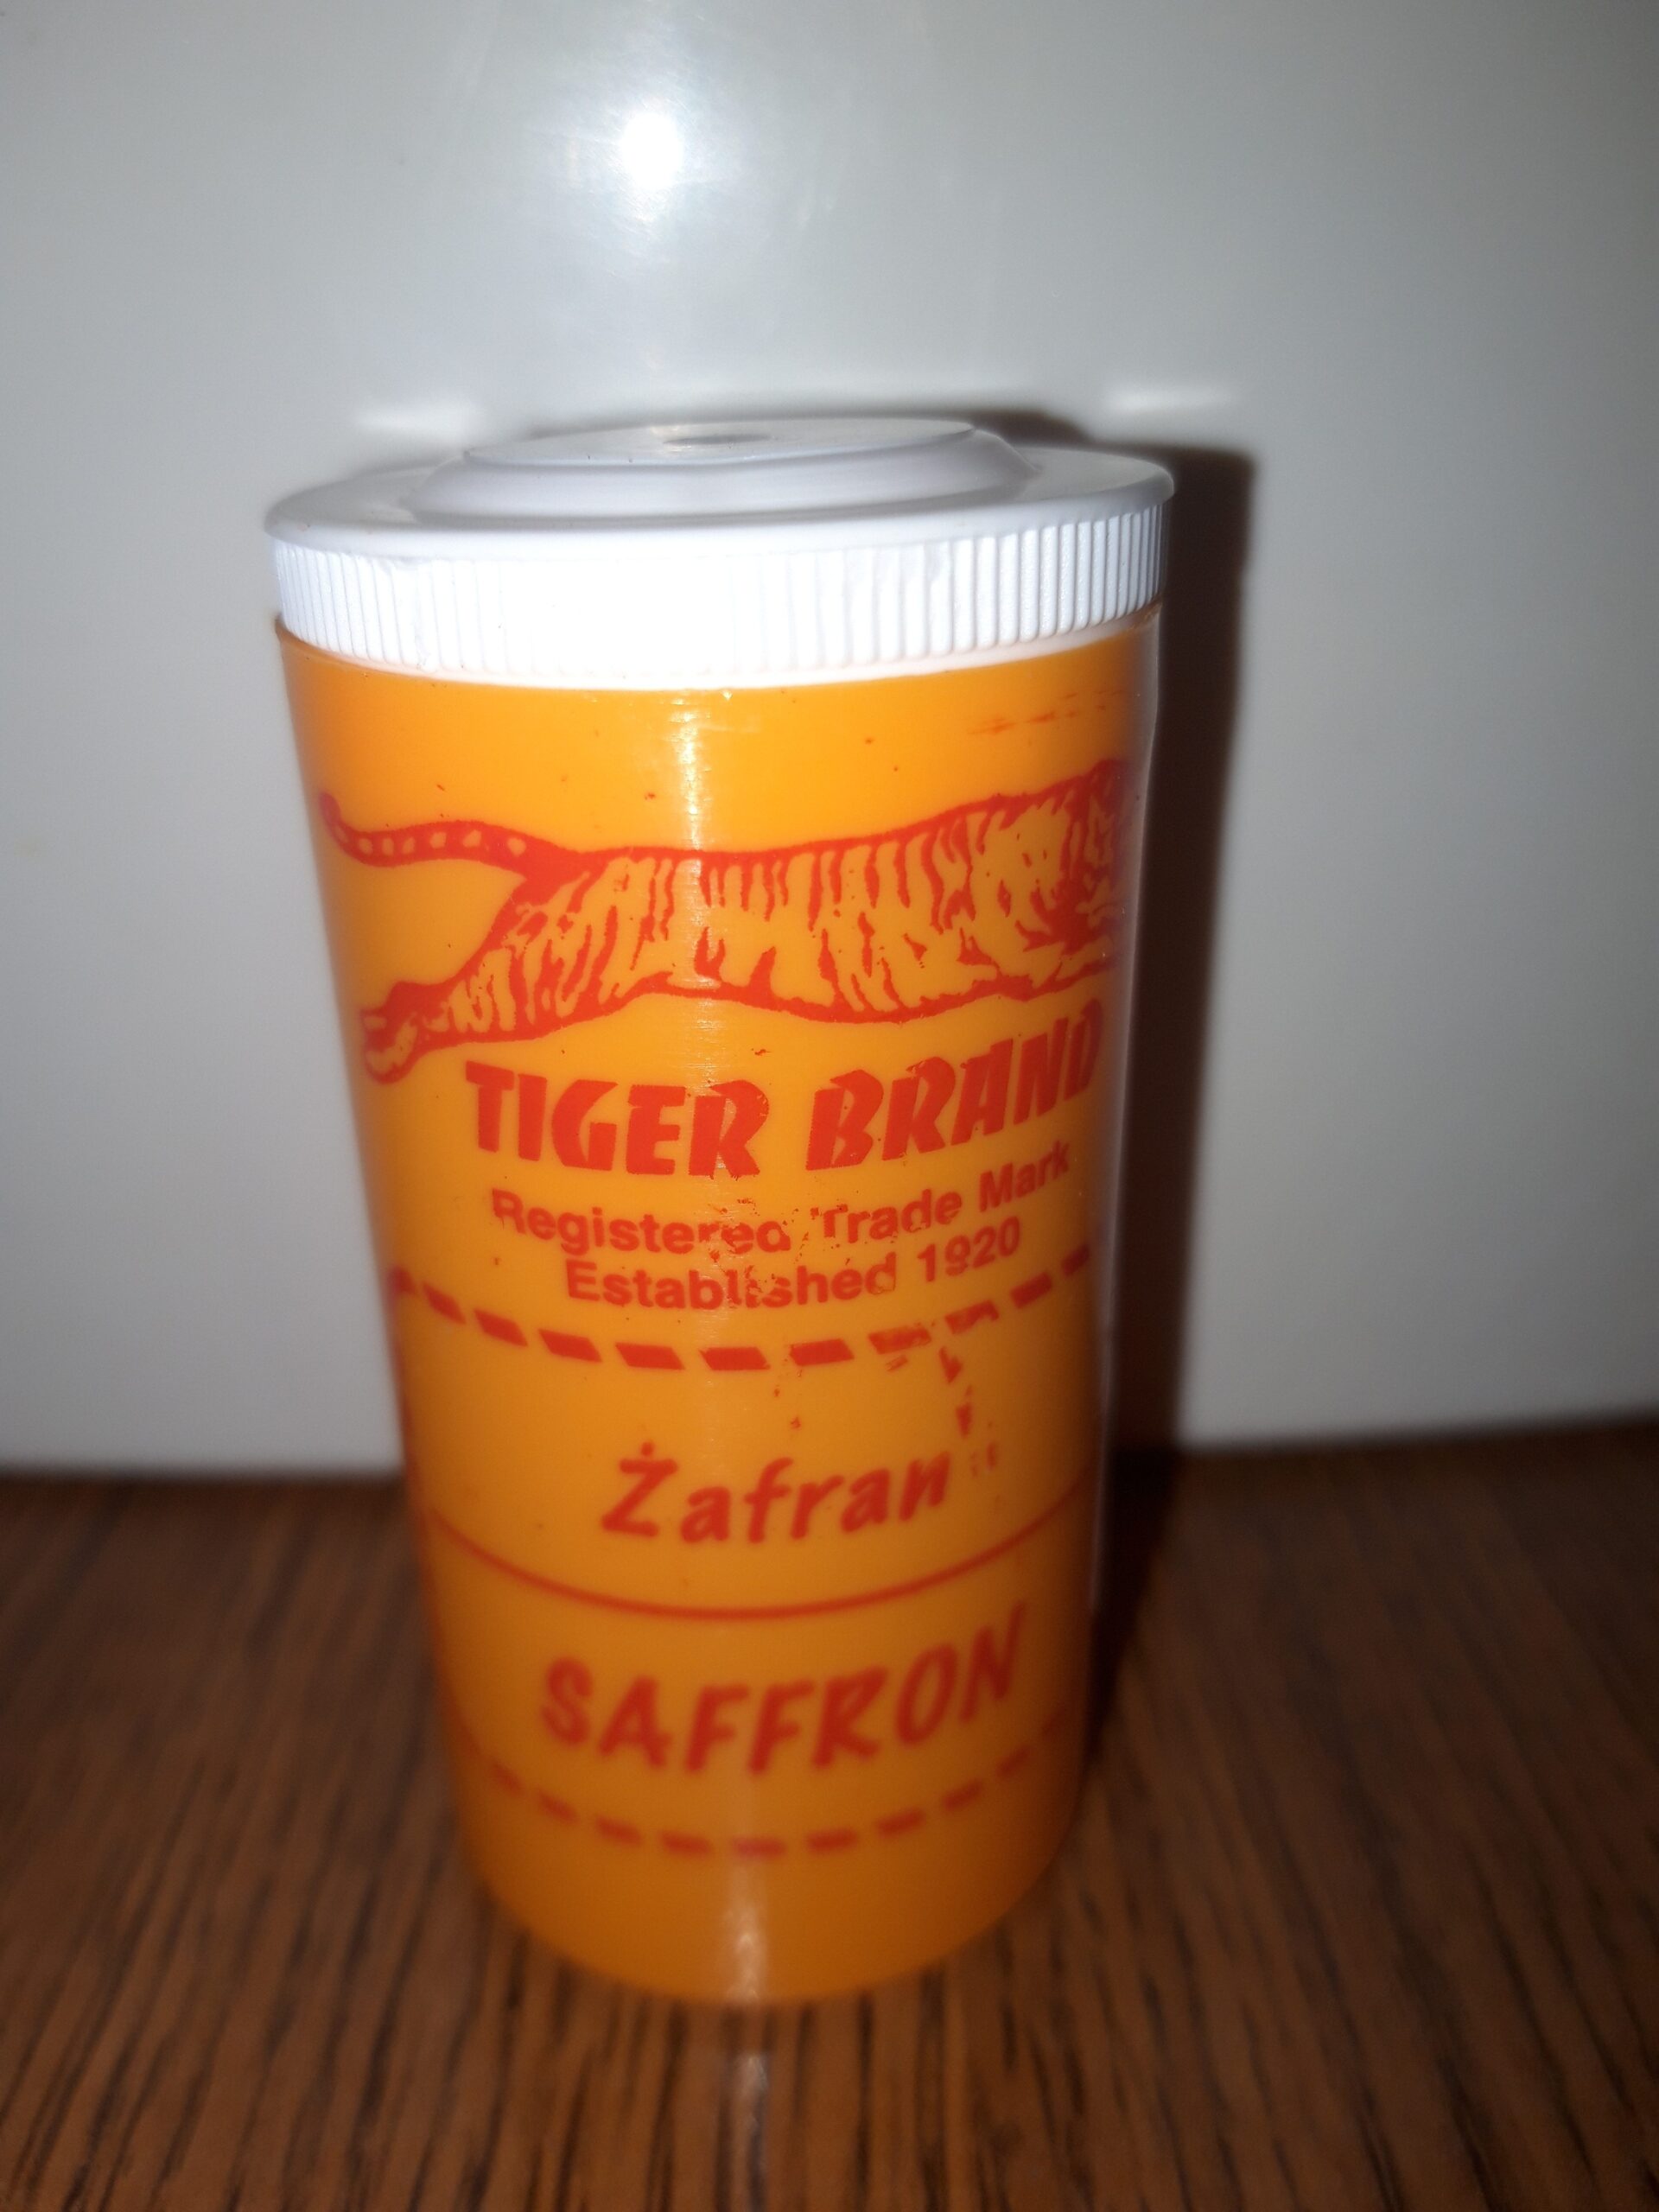 TIGER BRAND
Registered Trade Mark
Established 1920
Żafran
SAFFRON